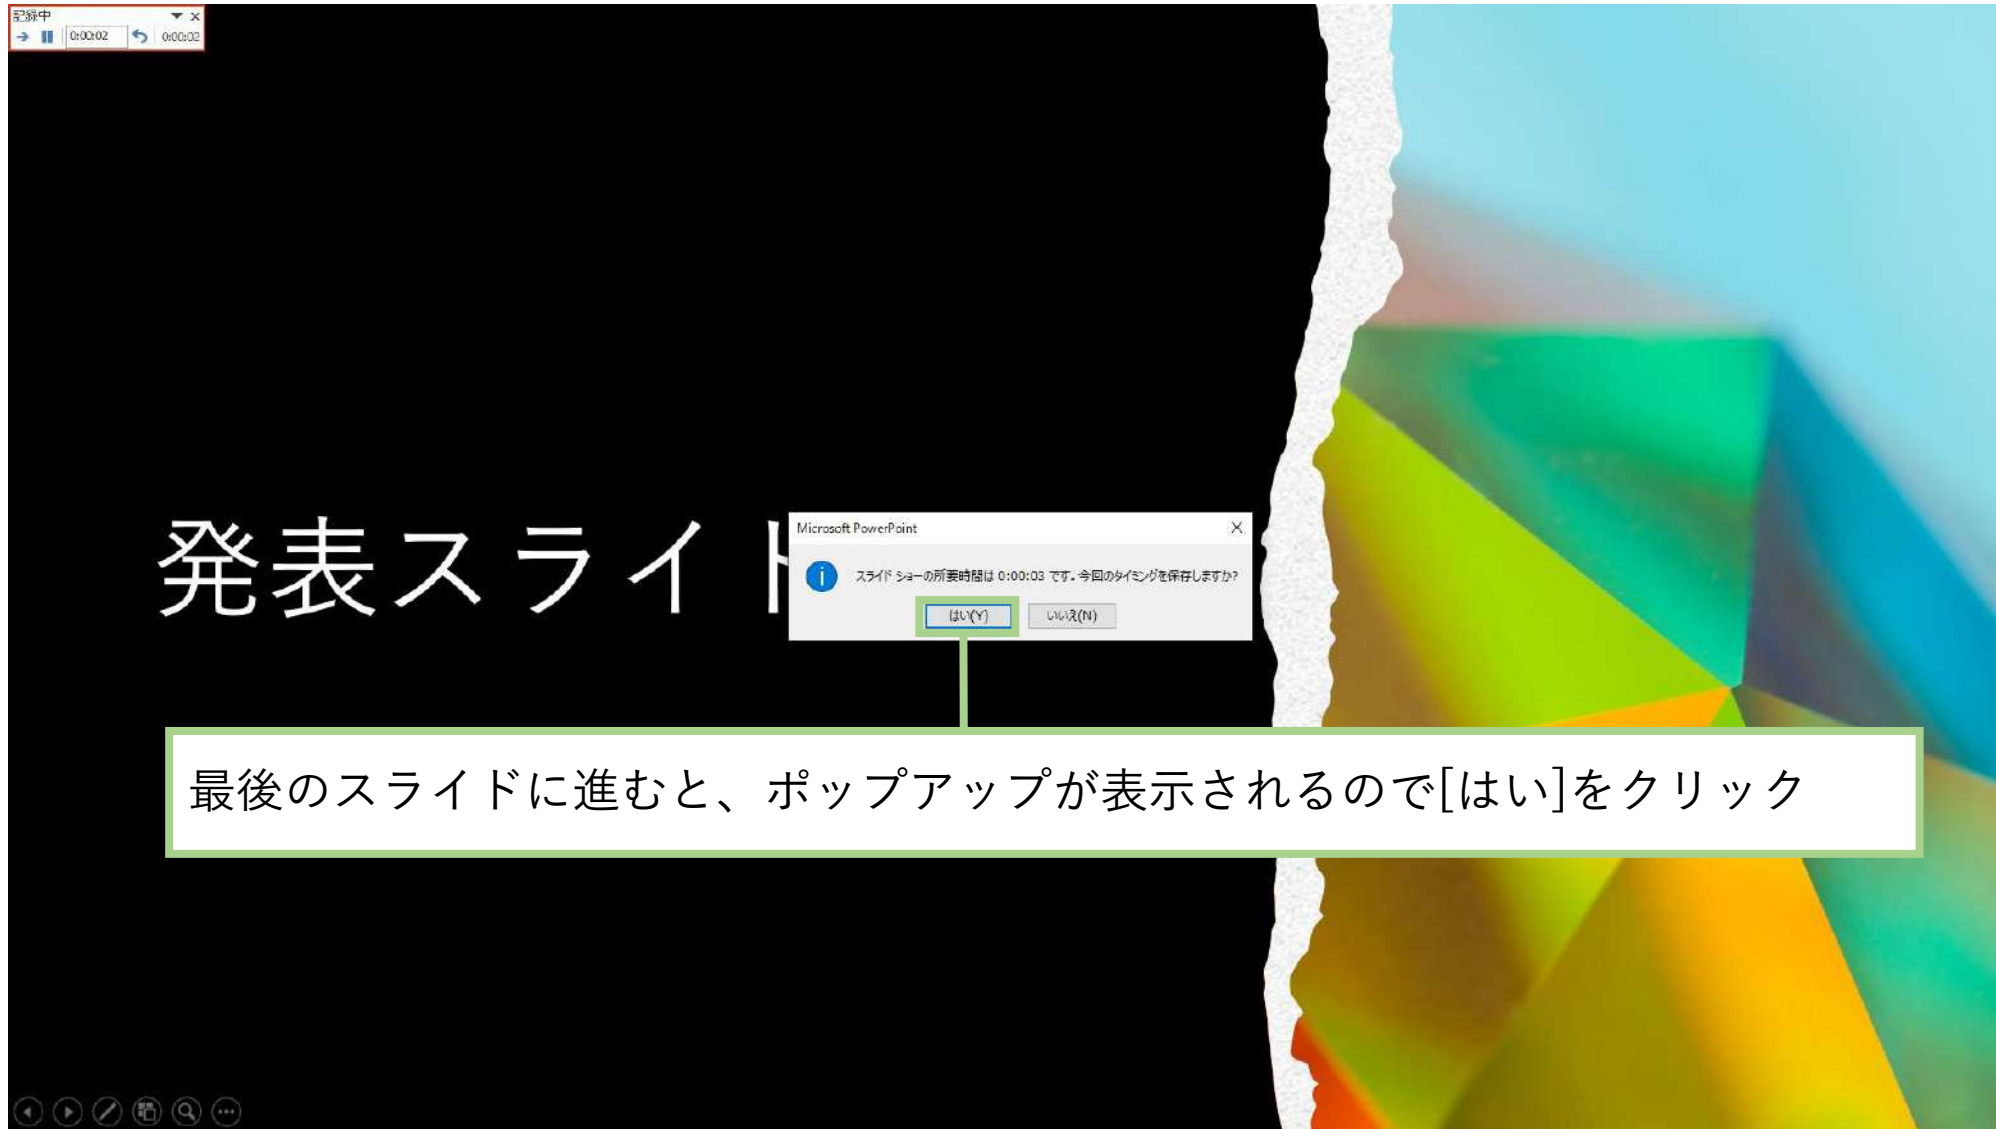 記録中
0:00:02 0:00:02
発表スライド
Microsoft PowerPoint
スライド ショーの所要時間は 0:00:03 です。今回のタイミングを保存しますか?
はい(Y) いいえ(N)
最後のスライドに進むと、ポップアップが表示されるので[はい]をクリック